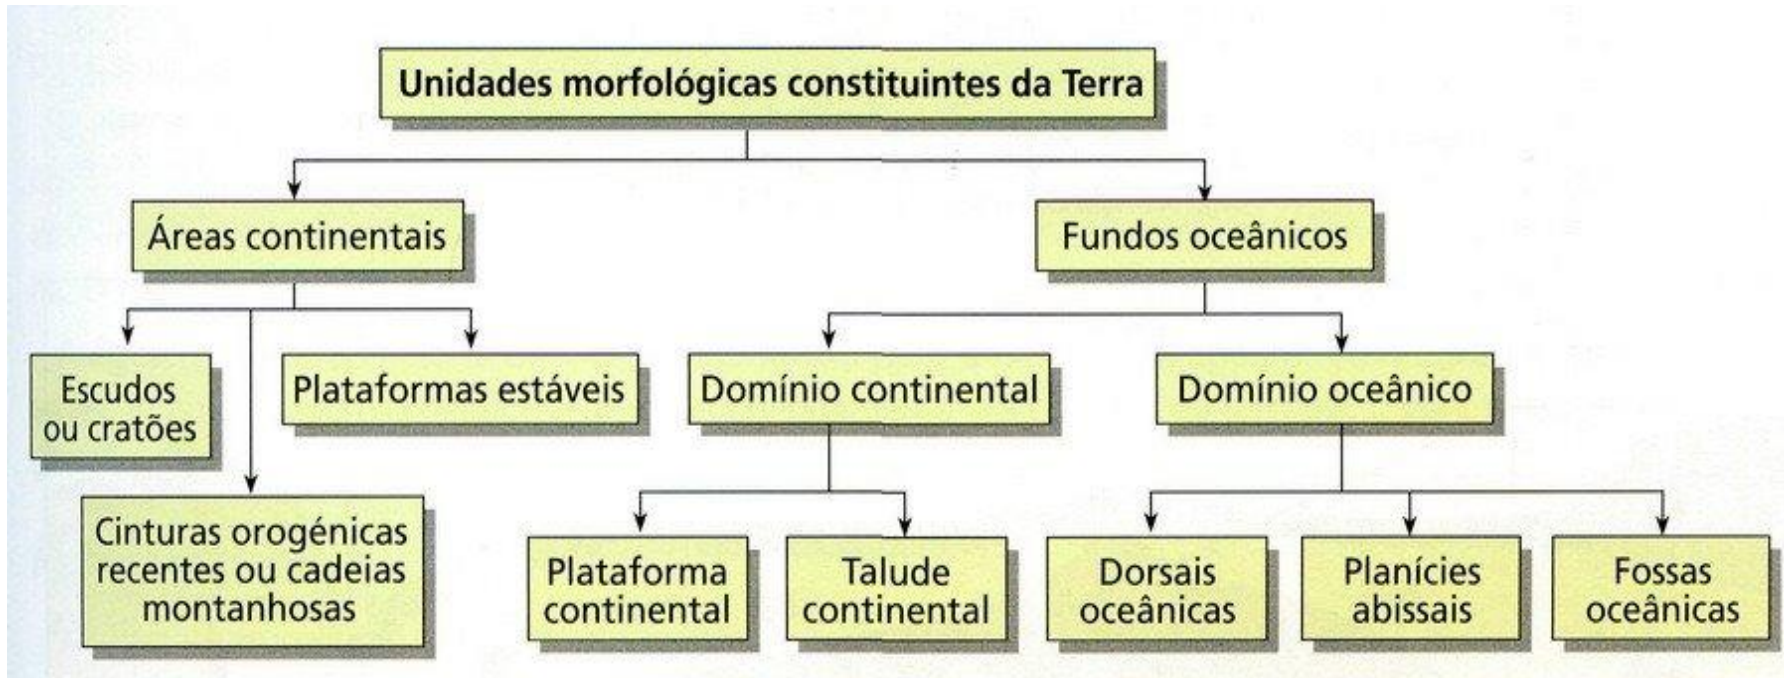 Unidades morfológicas constituintes da Terra
Áreas continentais
Fundos oceânicos
Escudos
ou cratões
Plataformas estáveis
Domínio continental
Domínio oceânico
Cinturas orogénicas
recentes ou cadeias
montanhosas
Plataforma
continental
Talude
continental
Dorsais
oceânicas
Planícies
abissais
Fossas
oceânicas